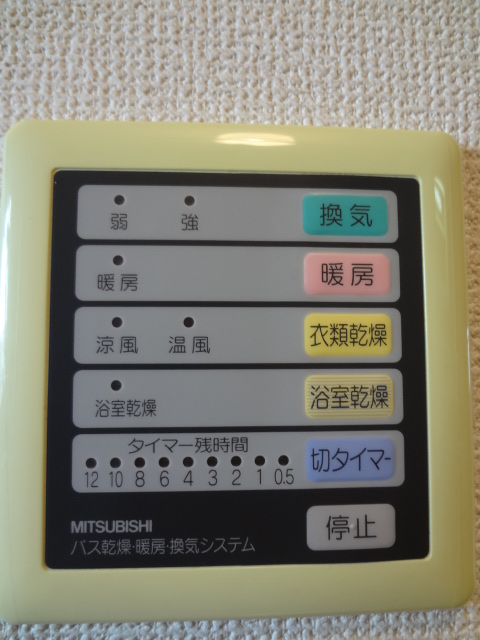 弱 強 換気
暖房 暖房
涼風 温風 衣類乾燥
浴室乾燥 浴室乾燥
タイマー残時間
12 10 8 6 4 3 2 1 0.5 切タイマー
MITSUBISHI 停止
バス乾燥・暖房・換気システム